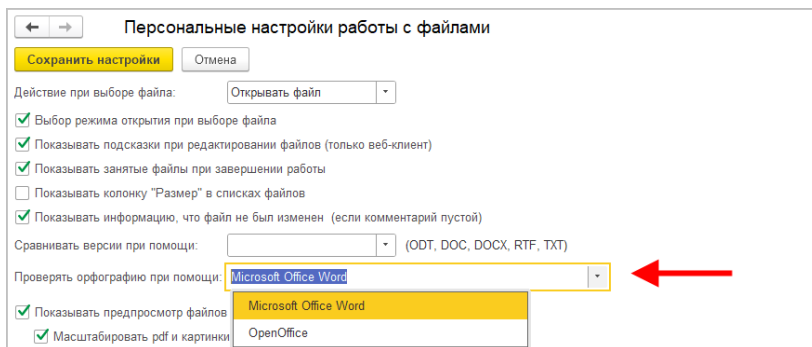 Персональные настройки работы с файлами
Сохранить настройки Отмена
Действие при выборе файла: Открывать файл
Выбор режима открытия при выборе файла
Показывать подсказки при редактировании файлов (только веб-клиент)
Показывать занятые файлы при завершении работы
Показывать колонку "Размер" в списках файлов
Показывать информацию, что файл не был изменен (если комментарий пустой)
Сравнивать версии при помощи: (ODT, DOC, DOCX, RTF, TXT)
Проверять орфографию при помощи: Microsoft Office Word
Показывать предпросмотр файлов Microsoft Office Word
Масштабировать pdf и картинки OpenOffice